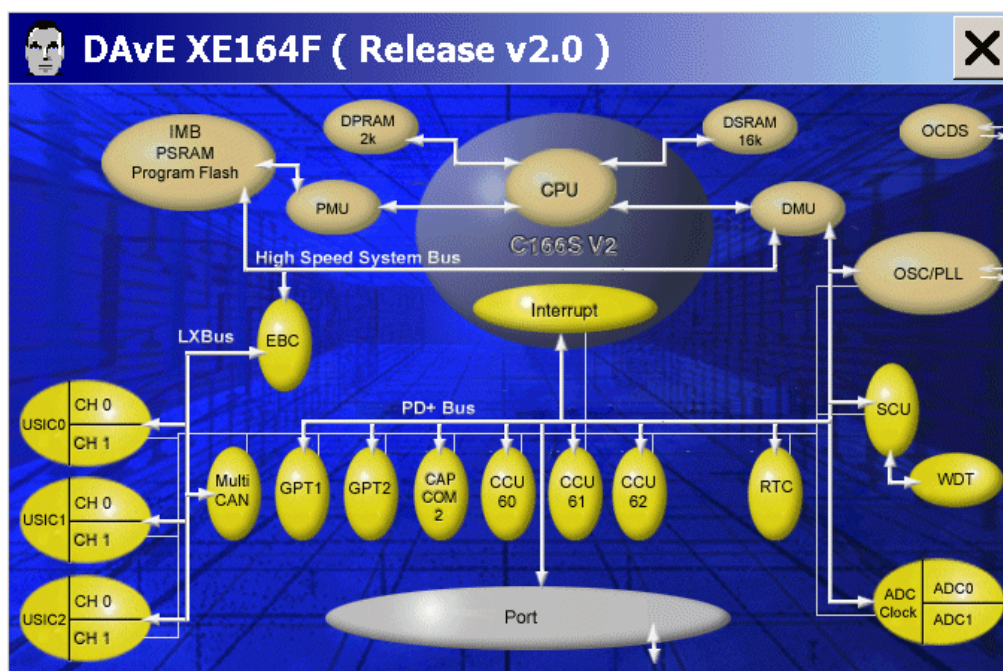 DAvE XE164F ( Release v2.0 )
IMB
PSRAM
Program Flash
DPRAM
2k
DSRAM
16k
OCDS
CPU
PMU
DMU
C166S V2
High Speed System Bus
OSC/PLL
Interrupt
LXBus
EBC
PD+ Bus
USIC0
CH 0
CH 1
SCU
Multi
CAN
GPT1
GPT2
CAP
COM
2
CCU
60
CCU
61
CCU
62
RTC
WDT
USIC1
CH 0
CH 1
USIC2
CH 0
CH 1
Port
ADC
Clock
ADC0
ADC1